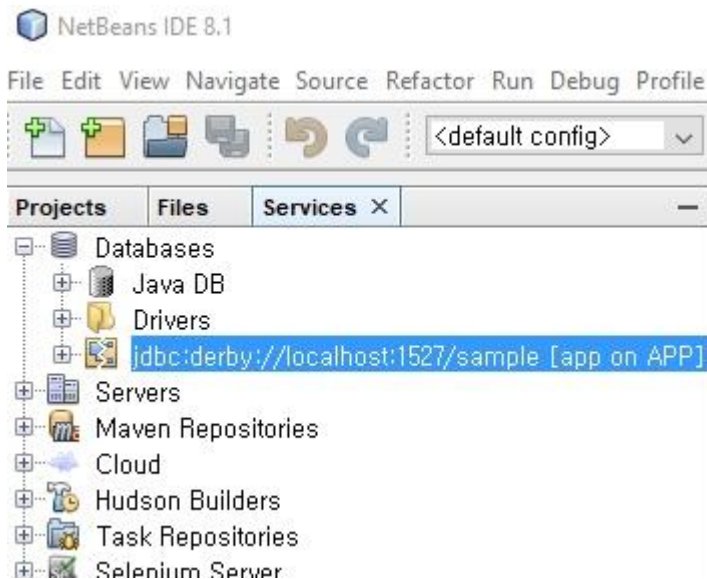 NetBeans IDE 8.1
File Edit View Navigate Source Refactor Run Debug Profile
<default config>
Projects Files Services
Databases
Java DB
Drivers
jdbc:derby://localhost:1527/sample [app on APP]
Servers
Maven Repositories
Cloud
Hudson Builders
Task Repositories
Selenium Server